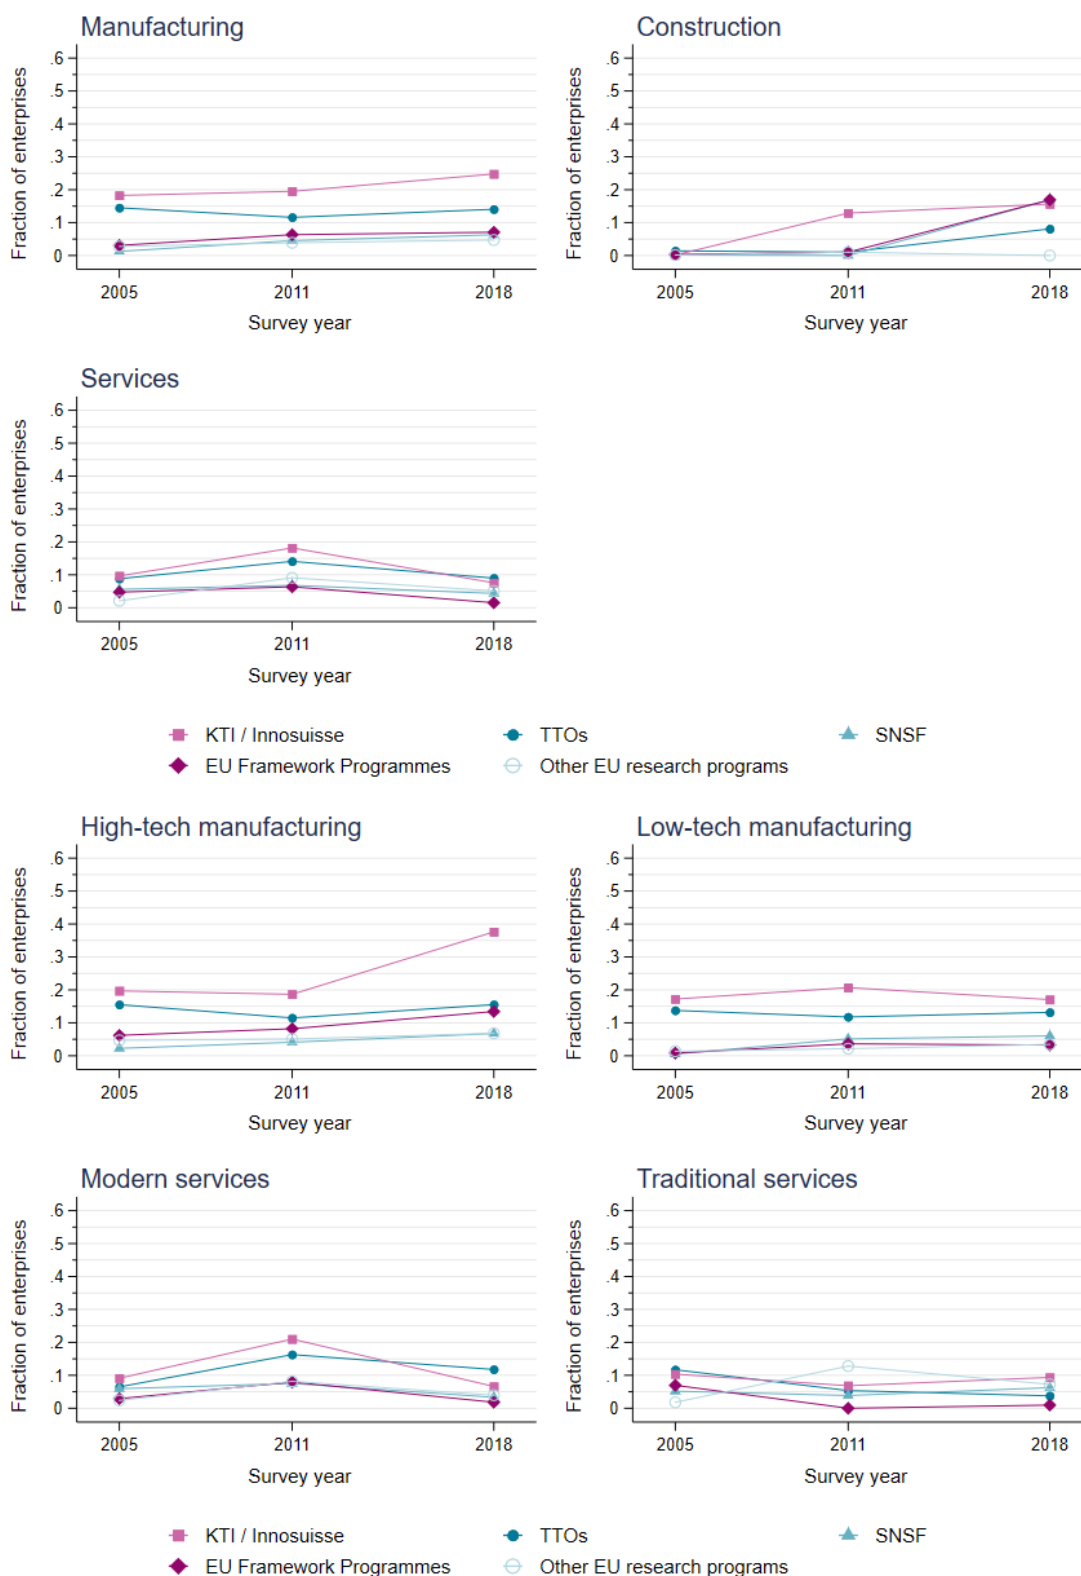 Manufacturing
Construction
Fraction of enterprises
.6
.5
.4
.3
.2
.1
0
2005 2011 2018
Survey year
Fraction of enterprises
.6
.5
.4
.3
.2
.1
0
2005 2011 2018
Survey year
Services
Fraction of enterprises
.6
.5
.4
.3
.2
.1
0
2005 2011 2018
Survey year
KTI / Innosuisse TTOs SNSF
EU Framework Programmes Other EU research programs
High-tech manufacturing
Low-tech manufacturing
Fraction of enterprises
.6
.5
.4
.3
.2
.1
0
2005 2011 2018
Survey year
Fraction of enterprises
.6
.5
.4
.3
.2
.1
0
2005 2011 2018
Survey year
Modern services
Traditional services
Fraction of enterprises
.6
.5
.4
.3
.2
.1
0
2005 2011 2018
Survey year
Fraction of enterprises
.6
.5
.4
.3
.2
.1
0
2005 2011 2018
Survey year
KTI / Innosuisse TTOs SNSF
EU Framework Programmes Other EU research programs